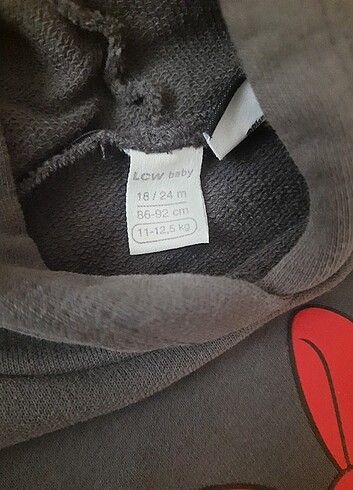 LCW baby
18 / 24 m
86-92 cm
11-12,5 kg